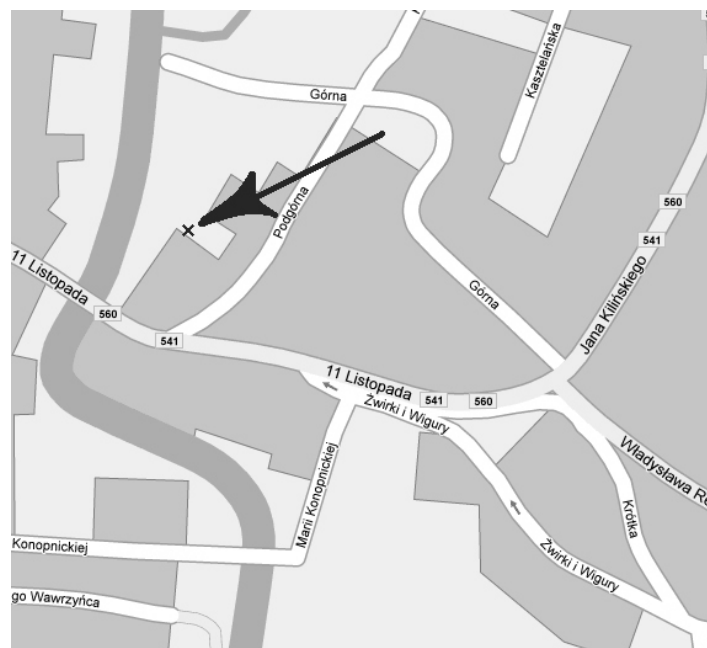 Kasztelańska
Górna
560
541
Podgórna
11 Listopada
560
541
Górna
Jana Kilińskiego
11 Listopada
541
560
Żwirki i Wigury
Władysława Re
Marii Konopnickiej
Krótka
Konopnickiej
Żwirki i Wigury
go Wawrzyńca